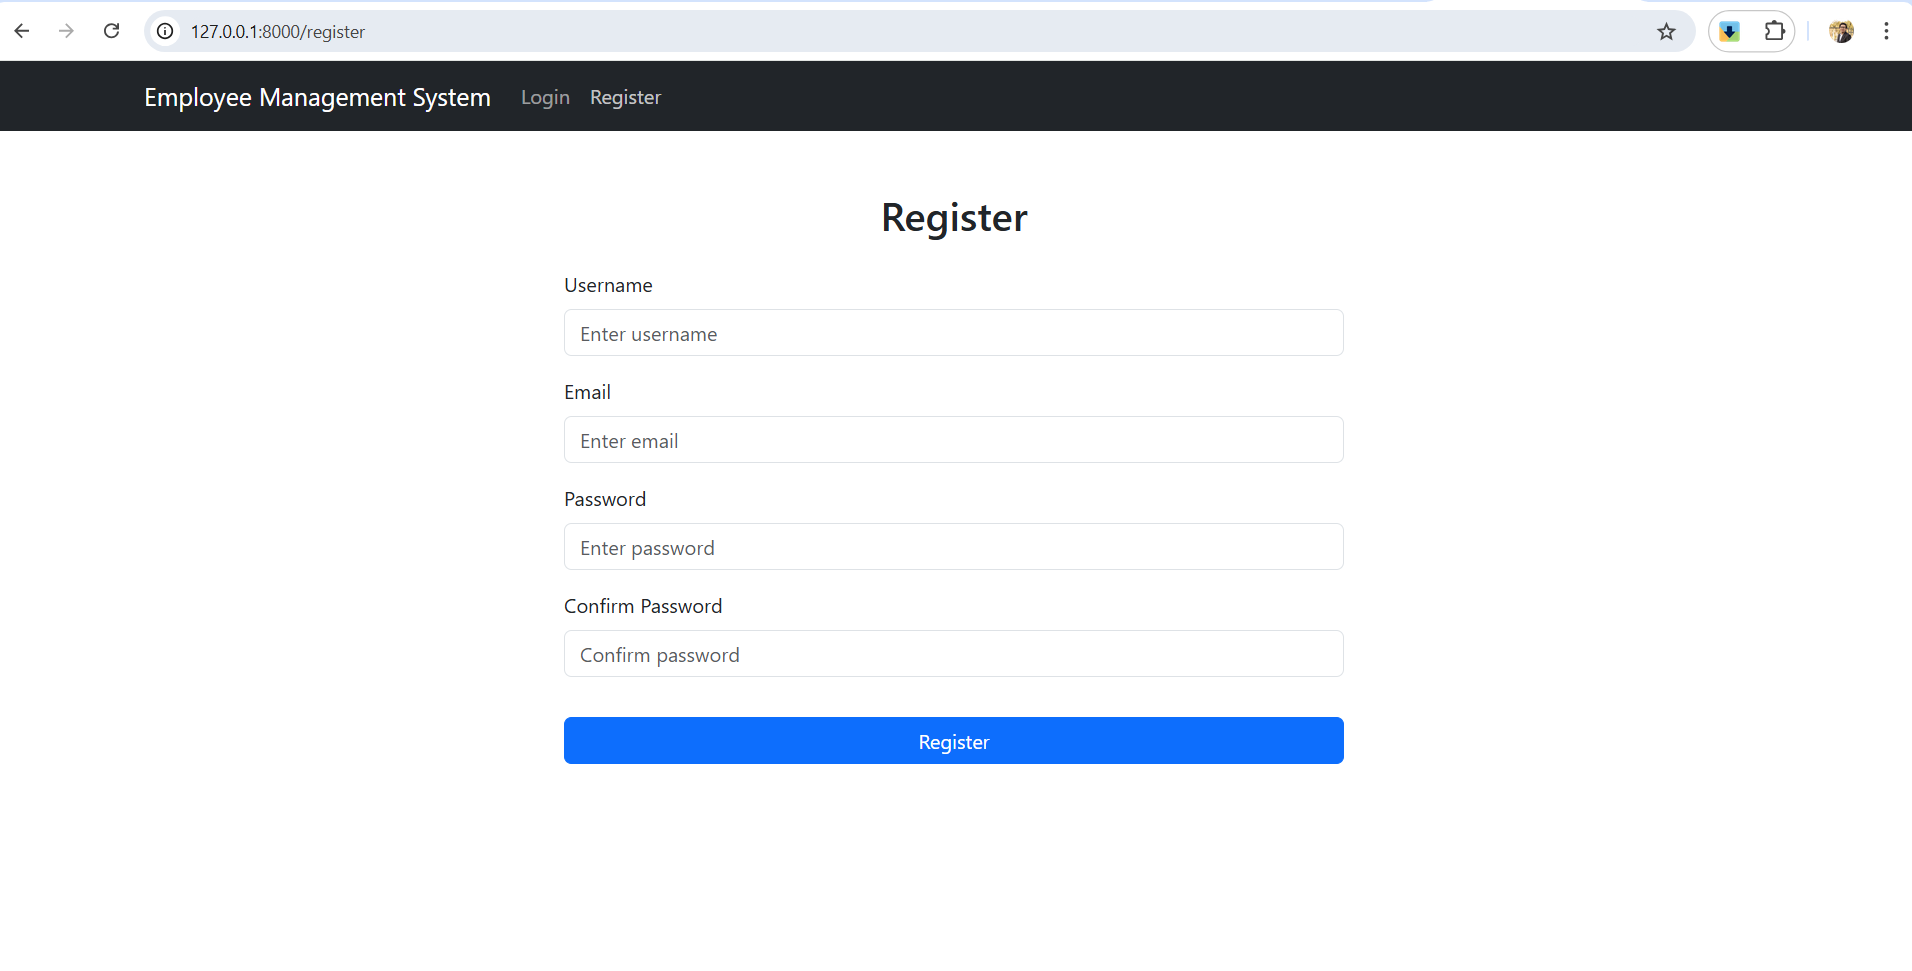 127.0.0.1:8000/register
Employee Management System Login Register
Register
Username
Enter username
Email
Enter email
Password
Enter password
Confirm Password
Confirm password
Register